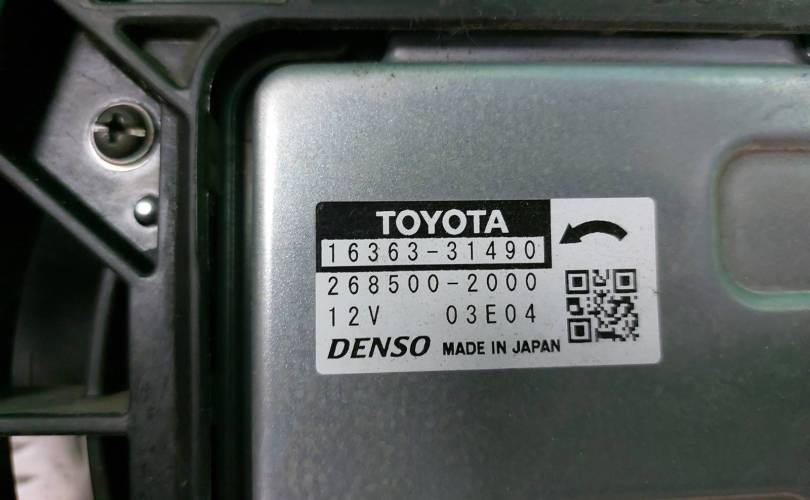 TOYOTA
16363-31490
268500-2000
12V 03E04
DENSO MADE IN JAPAN